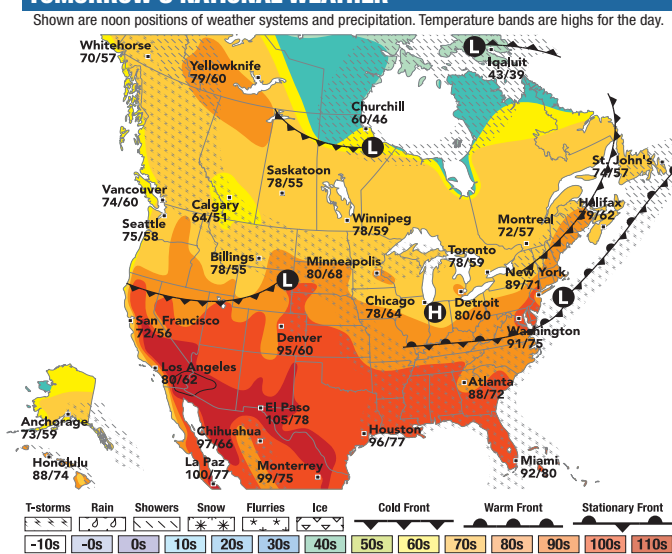 TOMORROW'S NATIONAL WEATHER
Shown are noon positions of weather systems and precipitation. Temperature bands are highs for the day.
Whitehorse
70/57
Yellowknife
79/60
L
Iqaluit
43/39
Churchill
60/46
L
St. John's
74/57
Saskatoon
78/55
Vancouver
74/60
Calgary
64/51
Halifax
79/62
Seattle
75/58
Winnipeg
78/59
Montreal
72/57
Billings
78/55
Minneapolis
80/68
Toronto
78/59
New York
89/71
L
L
Chicago
78/64
H
Detroit
80/60
San Francisco
72/56
Denver
95/60
Washington
91/75
Los Angeles
80/62
Atlanta
88/72
El Paso
105/78
Anchorage
73/59
Chihuahua
97/66
Houston
96/77
Honolulu
88/74
La Paz
100/77
Monterrey
99/75
Miami
92/80
T-storms Rain Showers Snow Flurries Ice Cold Front Warm Front Stationary Front
-10s -0s 0s 10s 20s 30s 40s 50s 60s 70s 80s 90s 100s 110s